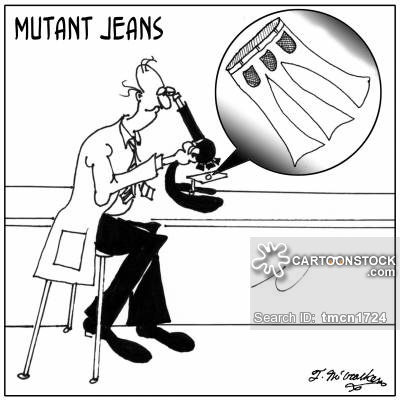 MUTANT JEANS
CARTOONSTOCK
.com
Search ID: tmcn1724